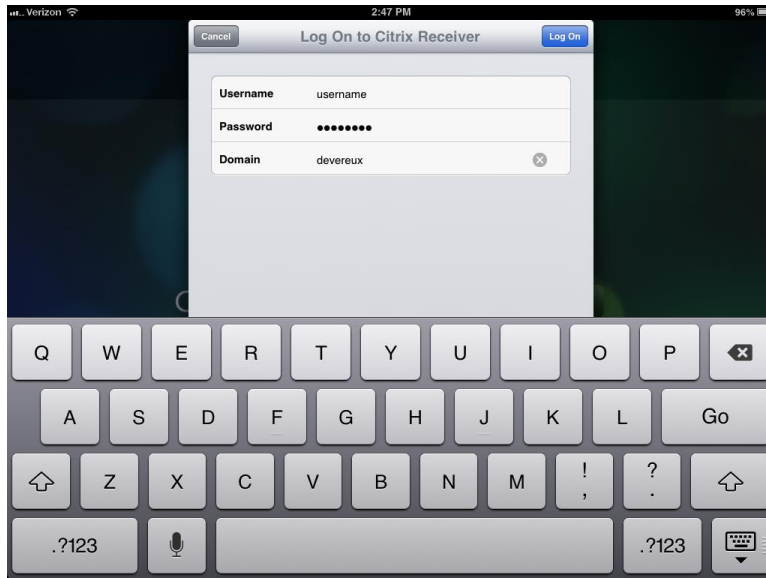 Verizon 2:47 PM 96%
Cancel Log On to Citrix Receiver Log On
Username username
Password ••••••••
Domain devereux
Q W E R T Y U I O P
A S D F G H J K L Go
Z X C V B N M ! , ? .
.?123 .?123